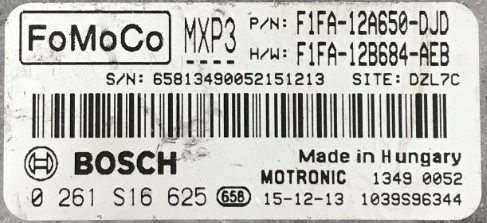 FoMoCo MXP3 P/N: F1FA-12A650-DJD
H/W: F1FA-12B684-AEB
S/N: 65813490052151213 SITE: DZL7C
BOSCH Made in Hungary
MOTRONIC 1349 0052
0 261 S16 625 658 15-12-13 1039S96344